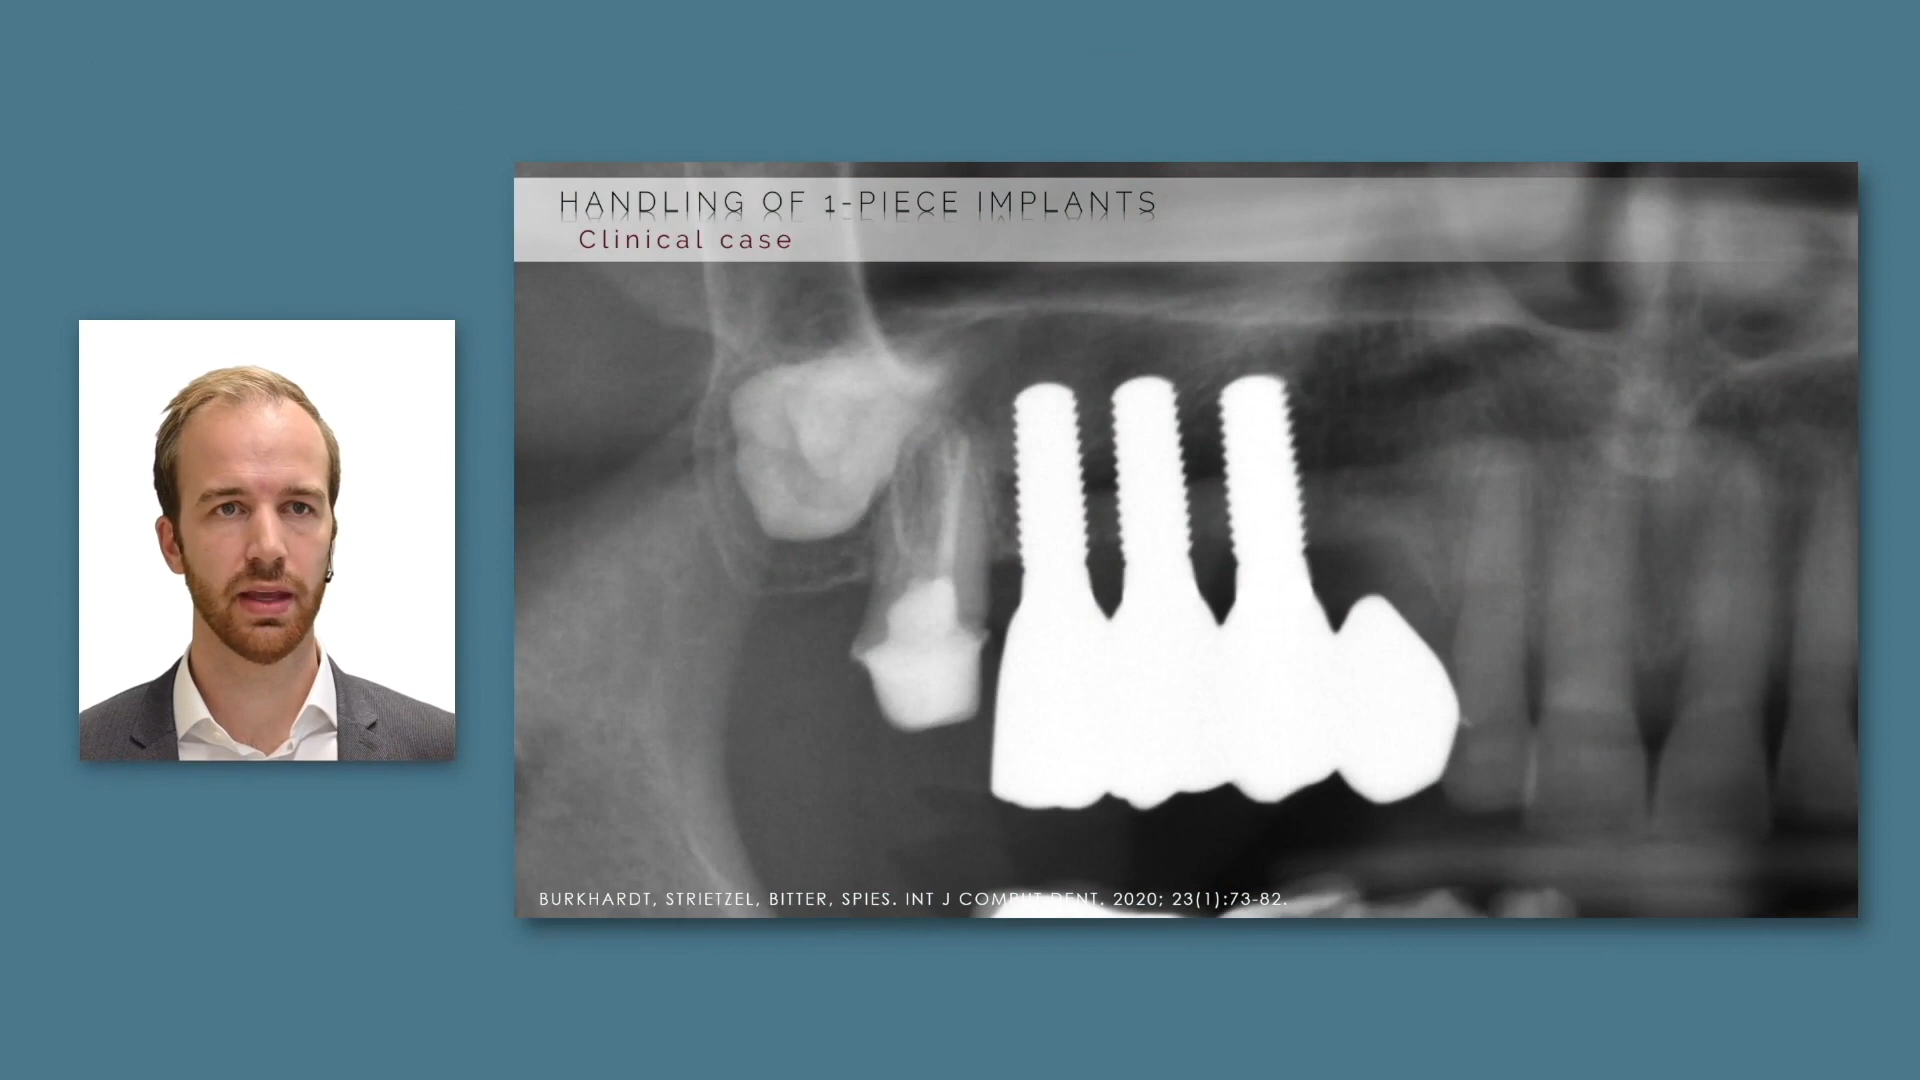 HANDLING OF 1-PIECE IMPLANTS
Clinical case
BURKHARDT, STRIETZEL, BITTER, SPIES. INT J COMPUT DENT. 2020; 23(1):73-82.